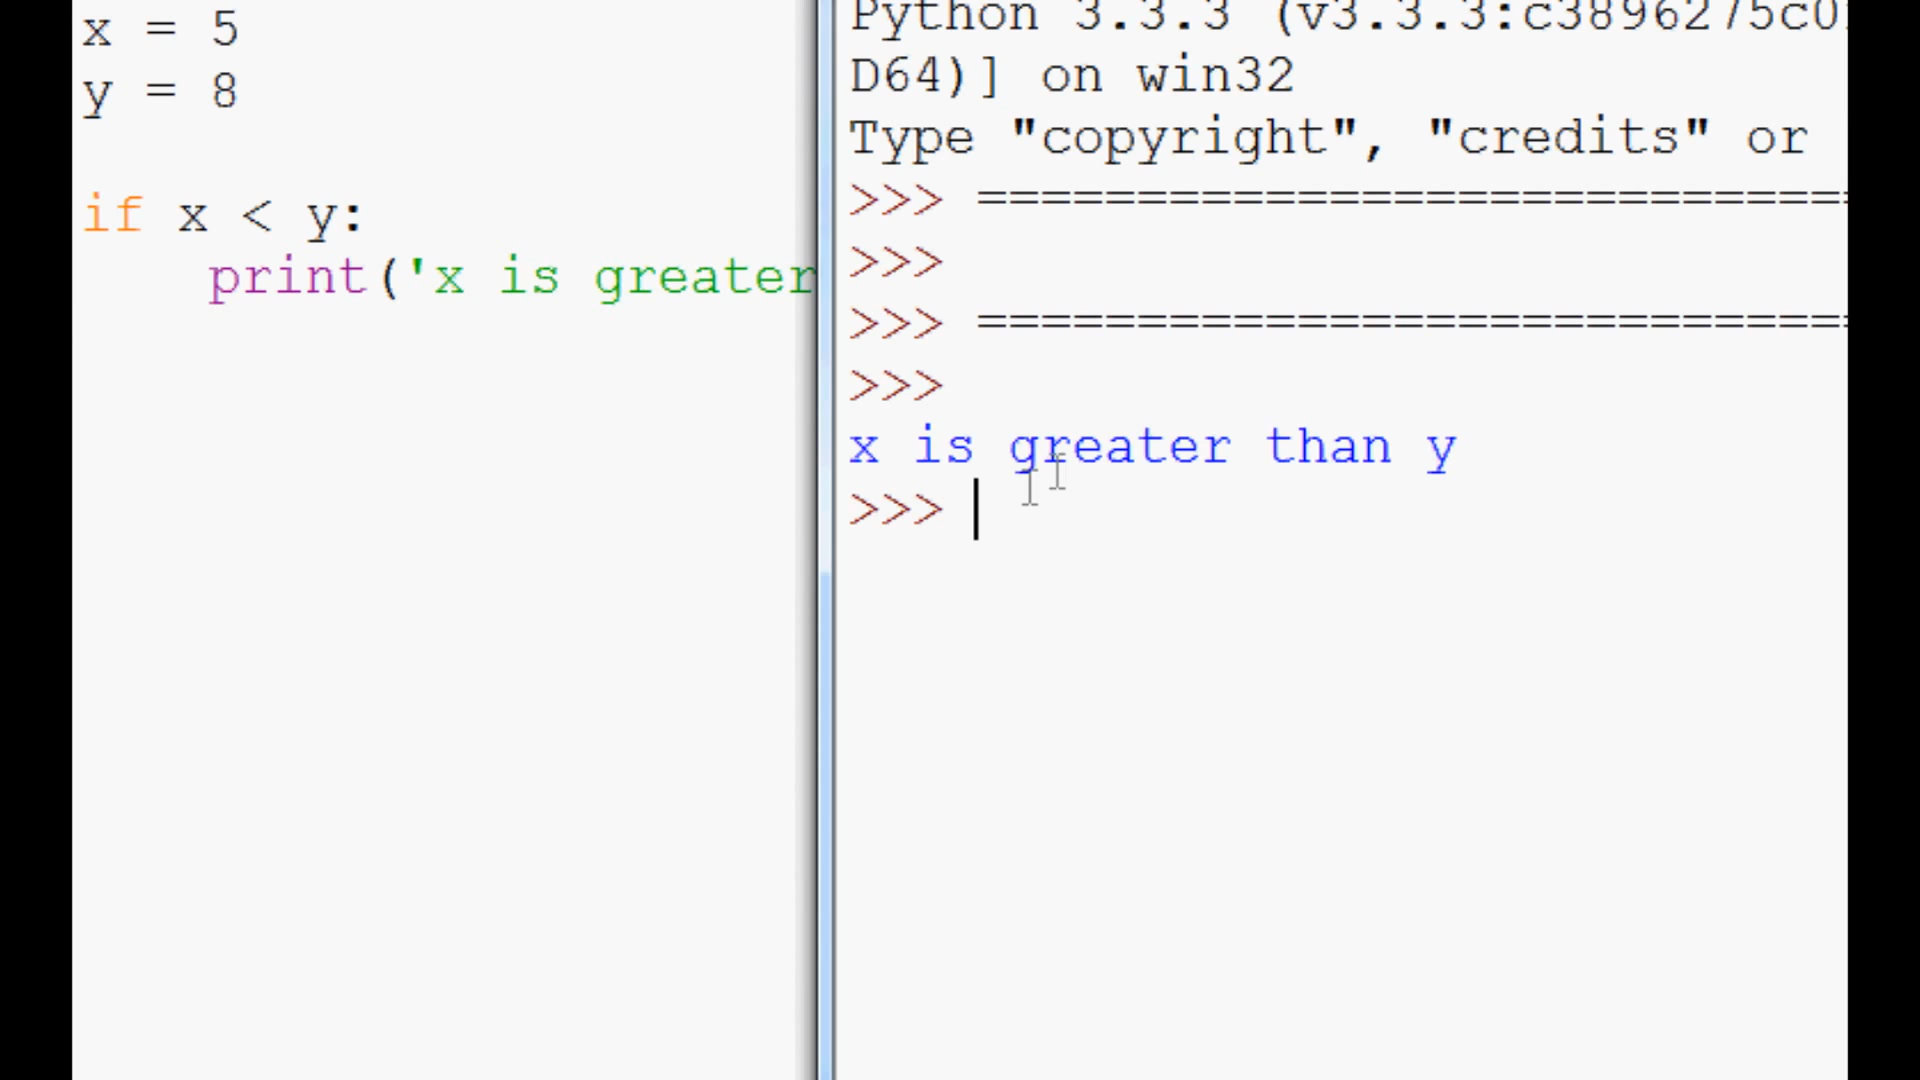 x = 5
y = 8
if x < y:
print('x is greater
Python 3.3.3 (v3.3.3:c3896275c0
D64)] on win32
Type "copyright", "credits" or
>>> ===========================
>>>
>>> ===========================
>>>
x is greater than y
>>>